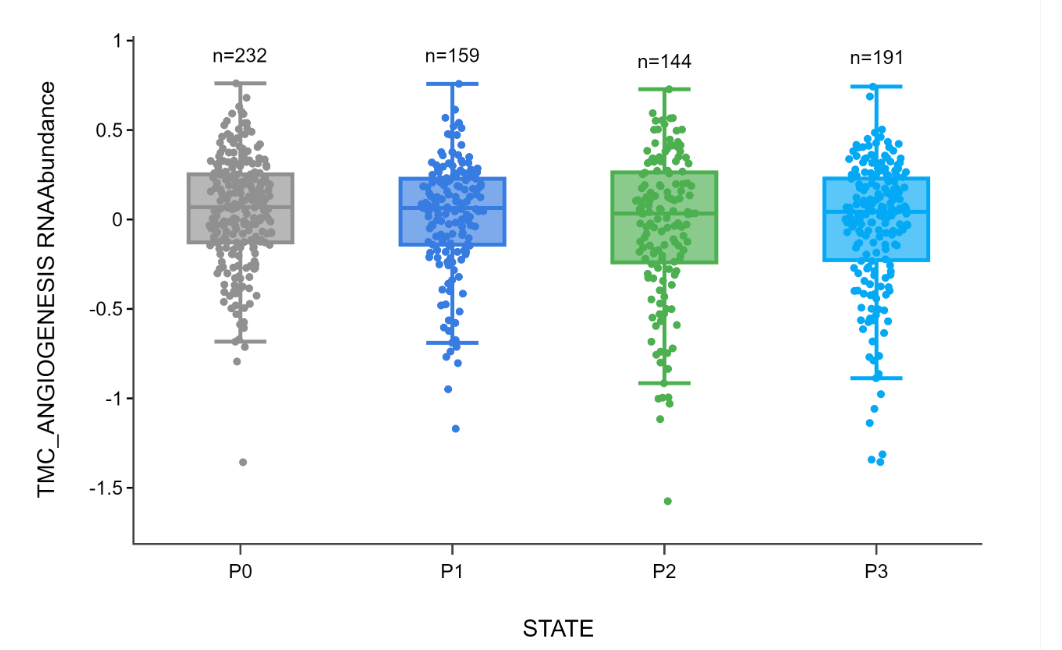 n=232
n=159
n=144
n=191
1
0.5
0
-0.5
-1
-1.5
TMC_ANGIOGENESIS RNAAbundance
P0
P1
P2
P3
STATE